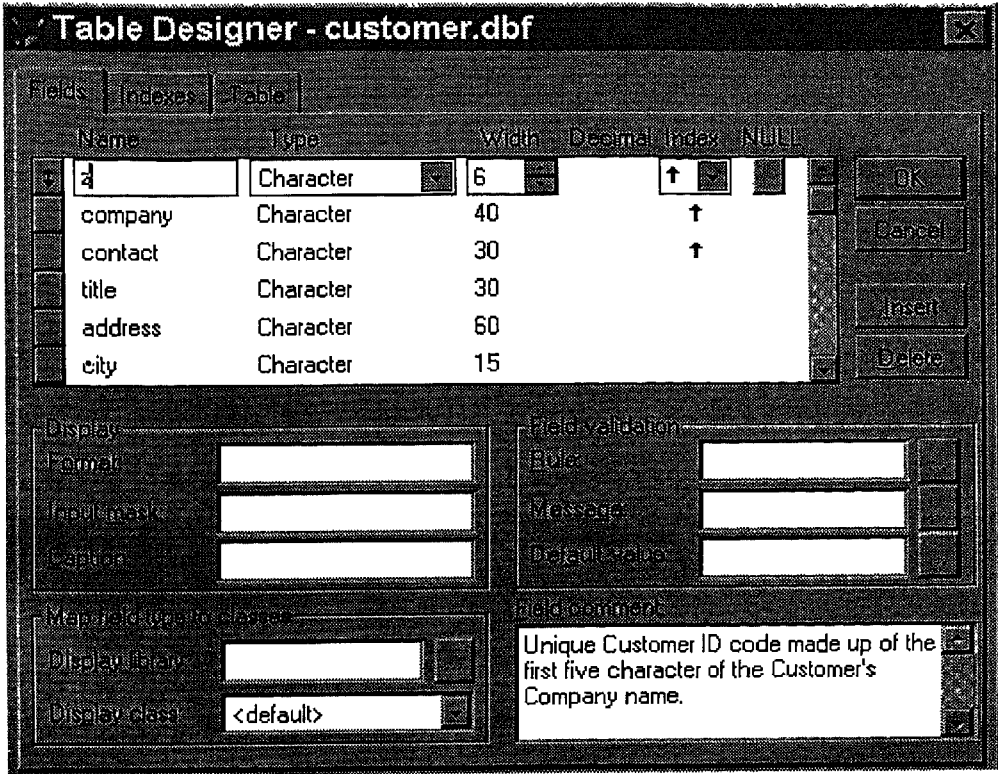 Table Designer - customer.dbf
Fields Indexes Table
Name Type Width Decimal Index NULL
z Character 6 ↑
company Character 40 ↑
contact Character 30 ↑
title Character 30
address Character 60
city Character 15
OK
Cancel
Insert
Delete
Display
Format:
Input mask:
Caption:
Field validation
Rule:
Message:
Default value:
Map field type to classes
Display library:
Display class:
<default>
Field comment:
Unique Customer ID code made up of the
first five character of the Customer's
Company name.